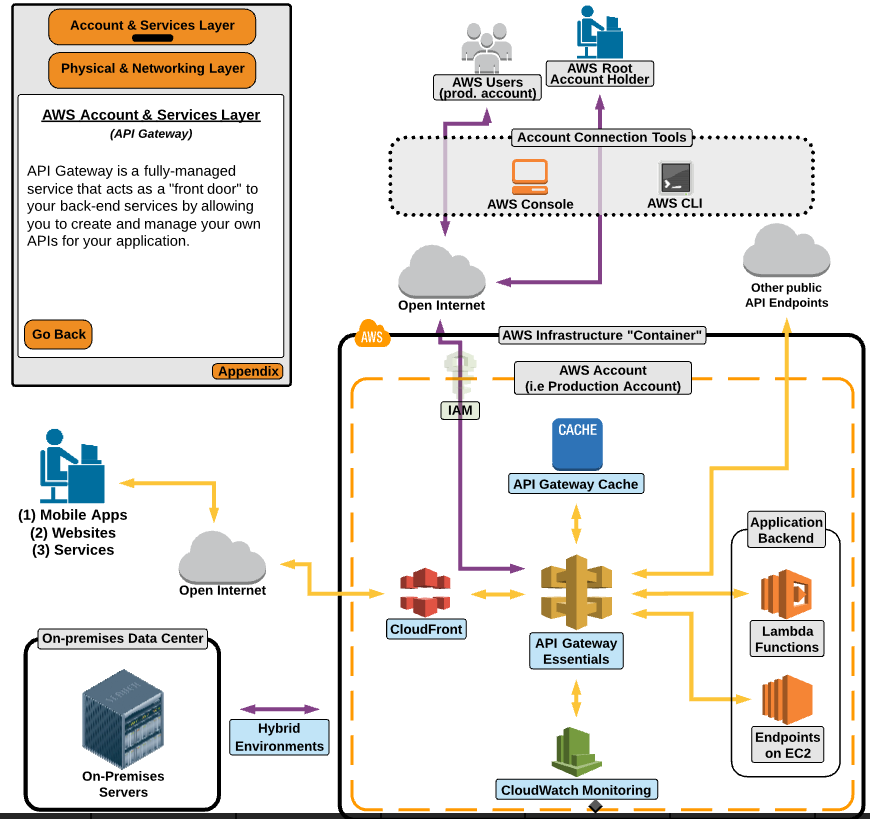 Account & Services Layer
Physical & Networking Layer
AWS Account & Services Layer
(API Gateway)
API Gateway is a fully-managed
service that acts as a "front door" to
your back-end services by allowing
you to create and manage your own
APIs for your application.
Go Back
Appendix
AWS Users
(prod. account)
AWS Root
Account Holder
Account Connection Tools
AWS Console
AWS CLI
Open Internet
Other public
API Endpoints
AWS
AWS Infrastructure "Container"
AWS Account
(i.e Production Account)
IAM
CACHE
API Gateway Cache
(1) Mobile Apps
(2) Websites
(3) Services
Open Internet
CloudFront
API Gateway
Essentials
Application
Backend
Lambda
Functions
Endpoints
on EC2
CloudWatch Monitoring
On-premises Data Center
On-Premises
Servers
Hybrid
Environments